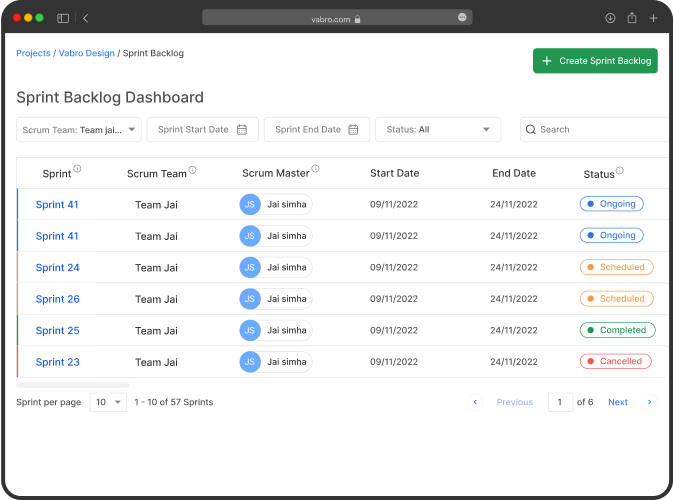 vabro.com
Projects / Vabro Design / Sprint Backlog
+ Create Sprint Backlog
Sprint Backlog Dashboard
Scrum Team: Team jai... Sprint Start Date Sprint End Date Status: All Search
Sprint Scrum Team Scrum Master Start Date End Date Status
Sprint 41 Team Jai JS Jai simha 09/11/2022 24/11/2022 Ongoing
Sprint 41 Team Jai JS Jai simha 09/11/2022 24/11/2022 Ongoing
Sprint 24 Team Jai JS Jai simha 09/11/2022 24/11/2022 Scheduled
Sprint 26 Team Jai JS Jai simha 09/11/2022 24/11/2022 Scheduled
Sprint 25 Team Jai JS Jai simha 09/11/2022 24/11/2022 Completed
Sprint 23 Team Jai JS Jai simha 09/11/2022 24/11/2022 Cancelled
Sprint per page 10 1 - 10 of 57 Sprints < Previous 1 of 6 Next >